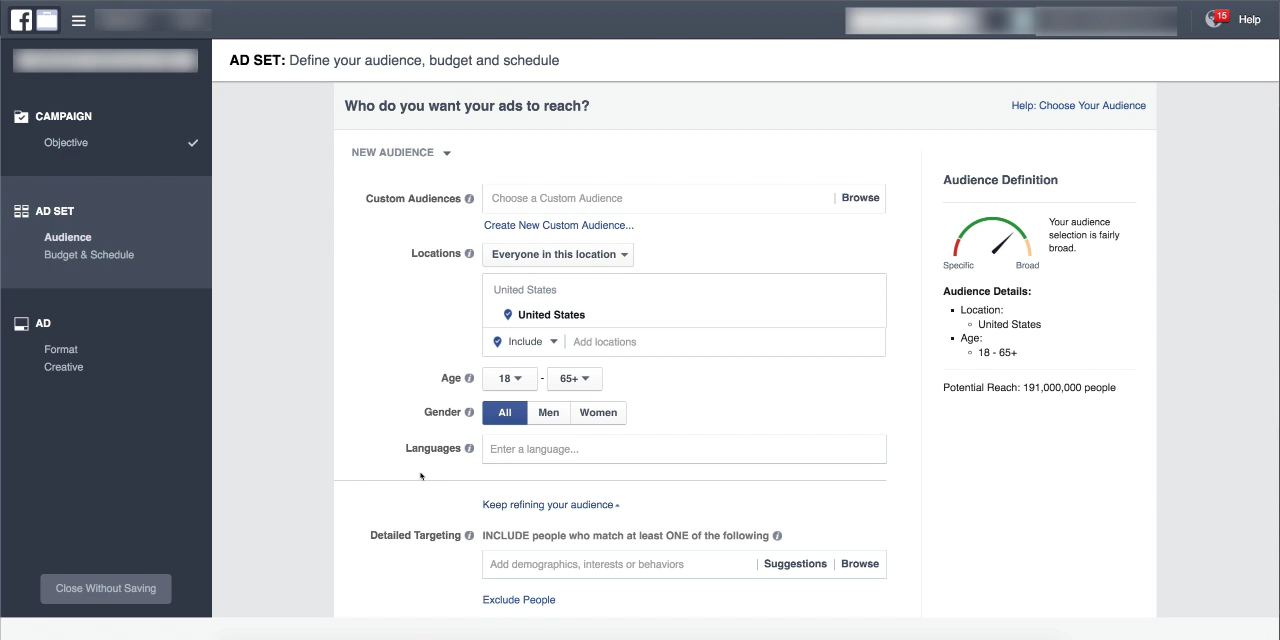 f
15
Help
AD SET: Define your audience, budget and schedule
CAMPAIGN
Objective
AD SET
Audience
Budget & Schedule
AD
Format
Creative
Close Without Saving
Who do you want your ads to reach?
Help: Choose Your Audience
NEW AUDIENCE
Custom Audiences i
Choose a Custom Audience
Browse
Create New Custom Audience...
Locations i
Everyone in this location
United States
United States
Include
Add locations
Age i
18 - 65+
Gender i
All Men Women
Languages i
Enter a language...
Keep refining your audience
Detailed Targeting i
INCLUDE people who match at least ONE of the following i
Add demographics, interests or behaviors
Suggestions Browse
Exclude People
Audience Definition
Your audience
selection is fairly
broad.
Specific Broad
Audience Details:
Location:
United States
Age:
18 - 65+
Potential Reach: 191,000,000 people